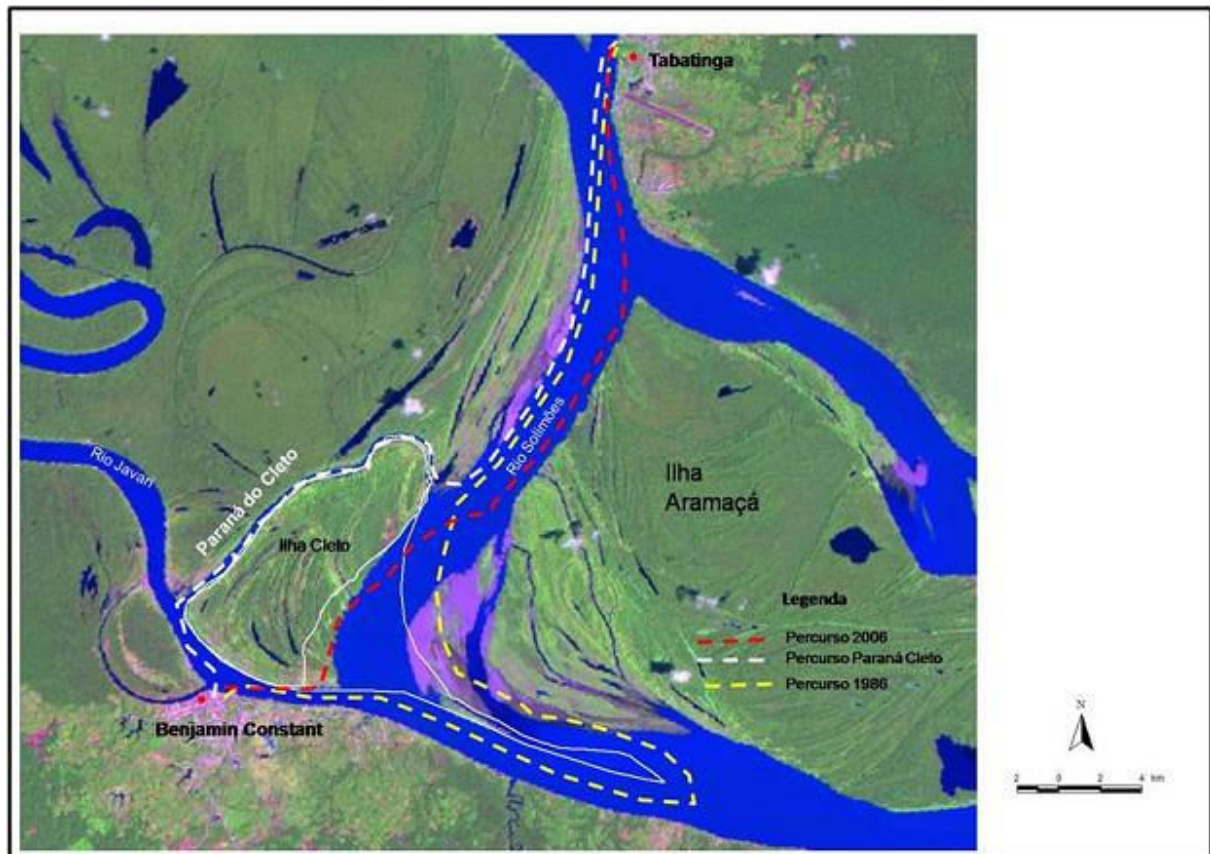 Tabatinga
Rio Solimões
Rio Javari
Paraná do Cleto
Ilha Cleto
Ilha
Aramaçá
Legenda
Percurso 2006
Percurso Paraná Cleto
Percurso 1986
Benjamin Constant
N
2 0 2 4 km